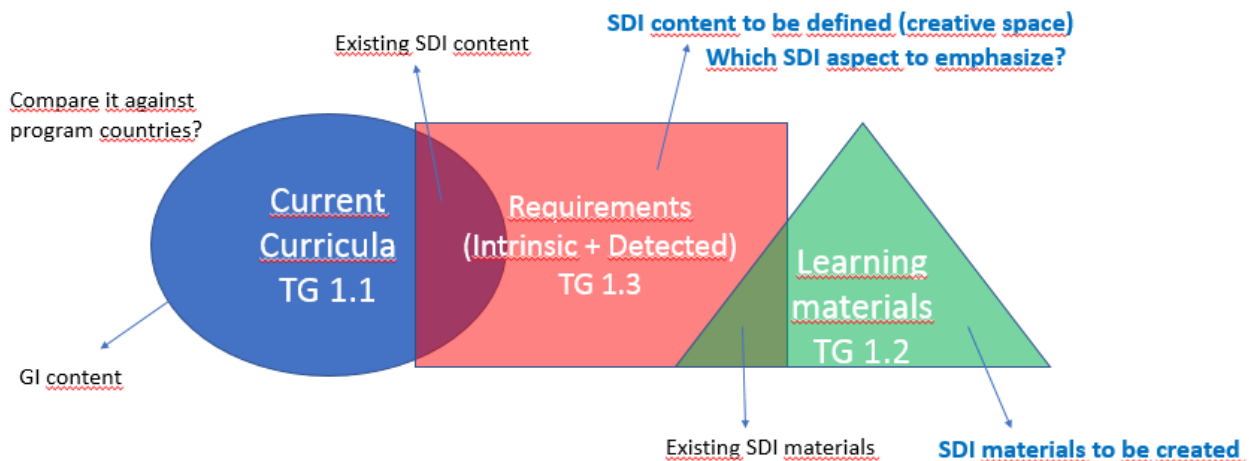 SDI content to be defined (creative space)
Which SDI aspect to emphasize?
Existing SDI content
Compare it against
program countries?
Current
Curricula
TG 1.1
Requirements
(Intrinsic + Detected)
TG 1.3
Learning
materials
TG 1.2
GI content
Existing SDI materials
SDI materials to be created